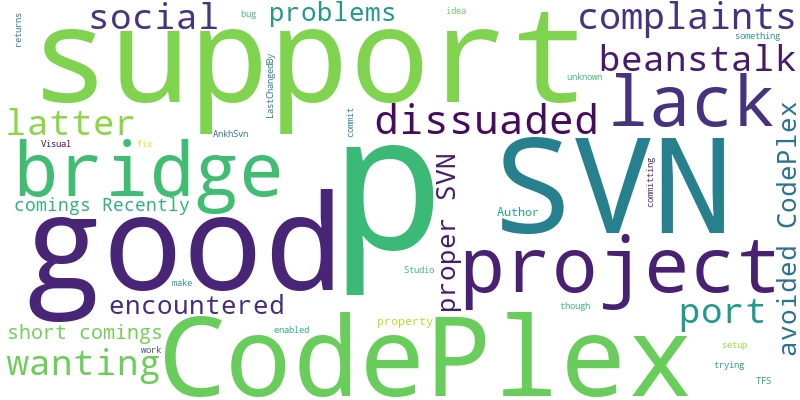 returns
social
bug
problems
idea
complaints
something
support
LastChangedBy
beanstalk
unknown
lack
latter
AnkhSvn
commit
dissuaded
avoided CodePlex
Visual
fix
bridge
p
SVN
committing
proper SVN
comings Recently
Author
good
project
Studio
make
encountered
port
property
though
short comings
enabled
CodePlex
wanting
work
setup
trying
TFS